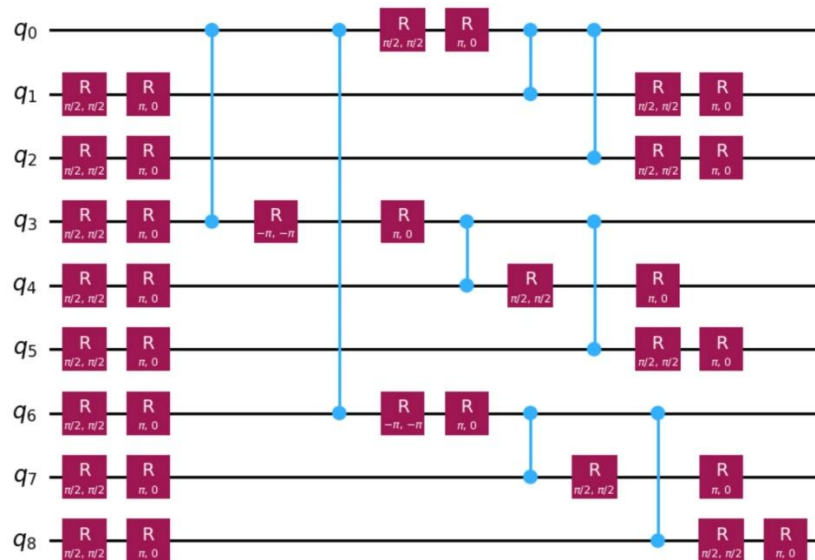 q0 R π/2, π/2 R π, 0
q1 R π/2, π/2 R π, 0 R π/2, π/2 R π, 0
q2 R π/2, π/2 R π, 0 R π/2, π/2 R π, 0
q3 R π/2, π/2 R π, 0 R -π, -π R π, 0
q4 R π/2, π/2 R π, 0 R π/2, π/2 R π, 0
q5 R π/2, π/2 R π, 0 R π/2, π/2 R π, 0
q6 R π/2, π/2 R π, 0 R -π, -π R π, 0
q7 R π/2, π/2 R π, 0 R π/2, π/2 R π, 0
q8 R π/2, π/2 R π, 0 R π/2, π/2 R π, 0